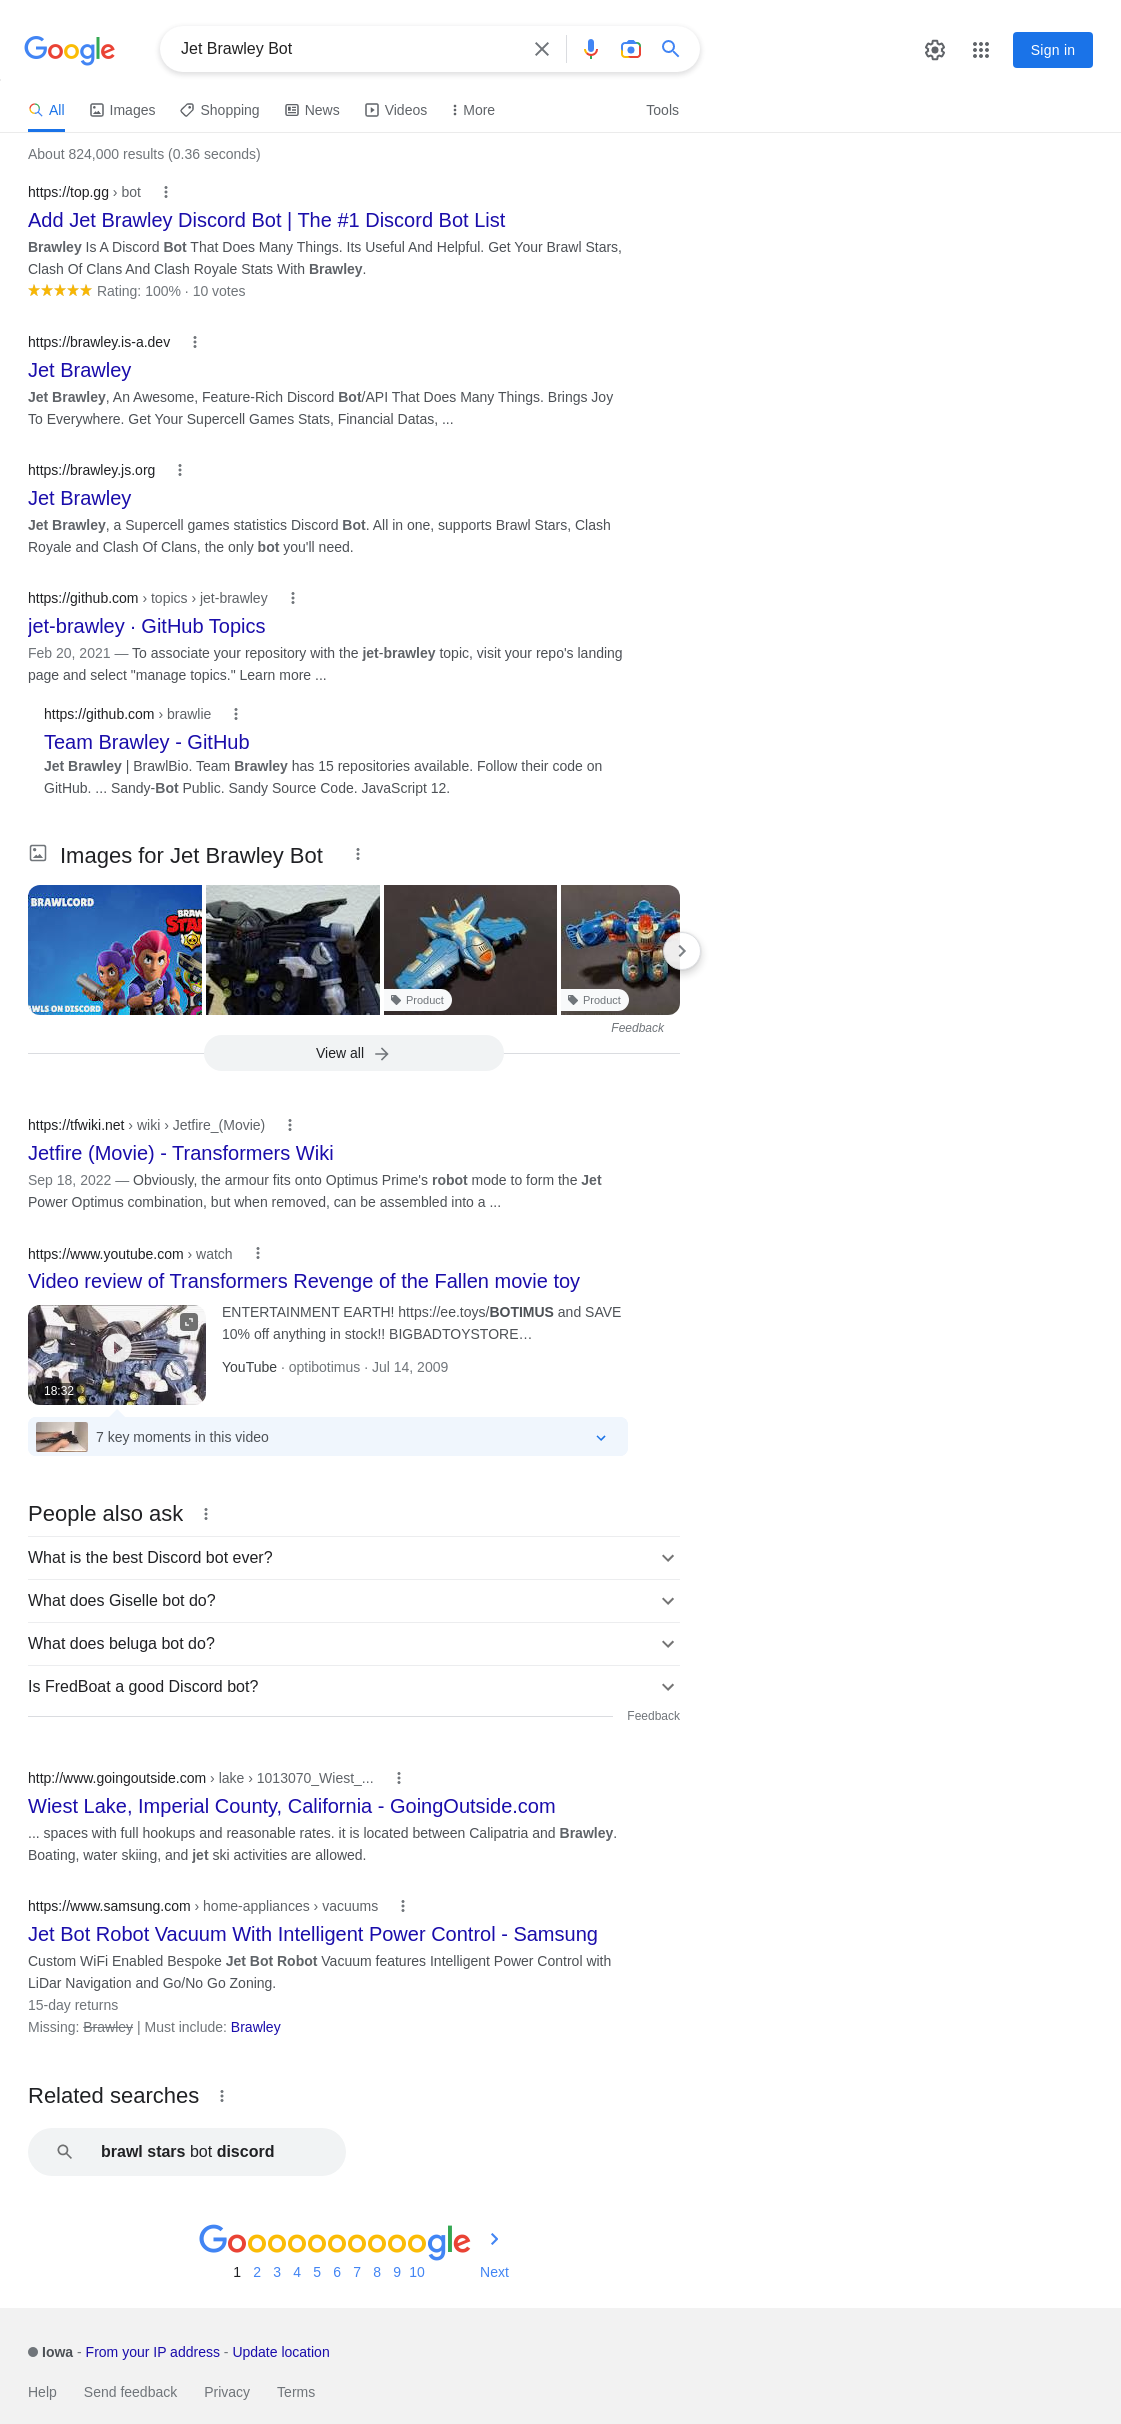 Google
Jet Brawley Bot
Sign in
All Images Shopping News Videos More Tools
About 824,000 results (0.36 seconds)
https://top.gg › bot
Add Jet Brawley Discord Bot | The #1 Discord Bot List
Brawley Is A Discord Bot That Does Many Things. Its Useful And Helpful. Get Your Brawl Stars,
Clash Of Clans And Clash Royale Stats With Brawley.
Rating: 100% · 10 votes
https://brawley.is-a.dev
Jet Brawley
Jet Brawley, An Awesome, Feature-Rich Discord Bot/API That Does Many Things. Brings Joy
To Everywhere. Get Your Supercell Games Stats, Financial Datas, ...
https://brawley.js.org
Jet Brawley
Jet Brawley, a Supercell games statistics Discord Bot. All in one, supports Brawl Stars, Clash
Royale and Clash Of Clans, the only bot you'll need.
https://github.com › topics › jet-brawley
jet-brawley · GitHub Topics
Feb 20, 2021 — To associate your repository with the jet-brawley topic, visit your repo's landing
page and select "manage topics." Learn more ...
https://github.com › brawlie
Team Brawley - GitHub
Jet Brawley | BrawlBio. Team Brawley has 15 repositories available. Follow their code on
GitHub. ... Sandy-Bot Public. Sandy Source Code. JavaScript 12.
Images for Jet Brawley Bot
BRAWLCORD
BRAW
STA
AWLS ON DISCORD
Product
Product
Feedback
View all
https://tfwiki.net › wiki › Jetfire_(Movie)
Jetfire (Movie) - Transformers Wiki
Sep 18, 2022 — Obviously, the armour fits onto Optimus Prime's robot mode to form the Jet
Power Optimus combination, but when removed, can be assembled into a ...
https://www.youtube.com › watch
Video review of Transformers Revenge of the Fallen movie toy
ENTERTAINMENT EARTH! https://ee.toys/BOTIMUS and SAVE
10% off anything in stock!! BIGBADTOYSTORE…
YouTube · optibotimus · Jul 14, 2009
18:32
7 key moments in this video
People also ask
What is the best Discord bot ever?
What does Giselle bot do?
What does beluga bot do?
Is FredBoat a good Discord bot?
Feedback
http://www.goingoutside.com › lake › 1013070_Wiest_...
Wiest Lake, Imperial County, California - GoingOutside.com
... spaces with full hookups and reasonable rates. it is located between Calipatria and Brawley.
Boating, water skiing, and jet ski activities are allowed.
https://www.samsung.com › home-appliances › vacuums
Jet Bot Robot Vacuum With Intelligent Power Control - Samsung
Custom WiFi Enabled Bespoke Jet Bot Robot Vacuum features Intelligent Power Control with
LiDar Navigation and Go/No Go Zoning.
15-day returns
Missing: Brawley | Must include: Brawley
Related searches
brawl stars bot discord
Goooooooooogle
1 2 3 4 5 6 7 8 9 10 Next
Iowa - From your IP address - Update location
Help Send feedback Privacy Terms